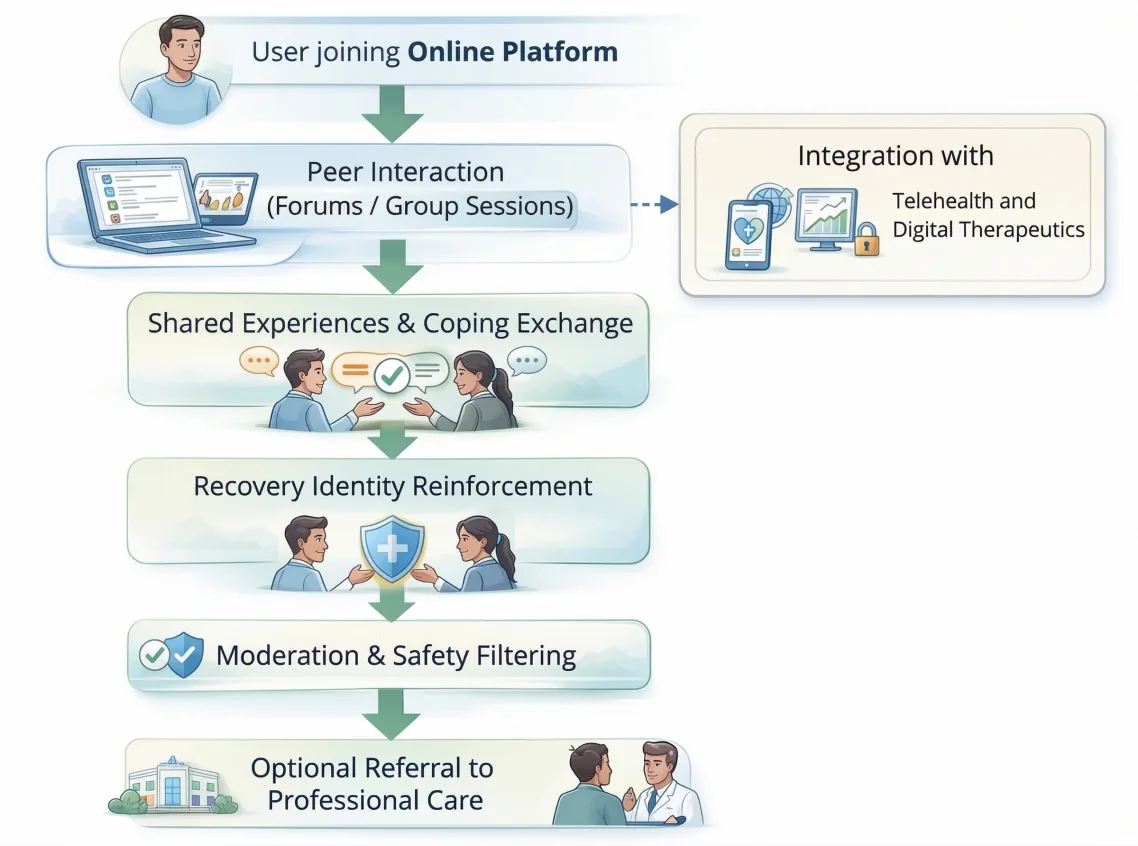 User joining Online Platform
Peer Interaction
(Forums / Group Sessions)
Integration with
Telehealth and
Digital Therapeutics
Shared Experiences & Coping Exchange
Recovery Identity Reinforcement
Moderation & Safety Filtering
Optional Referral to
Professional Care